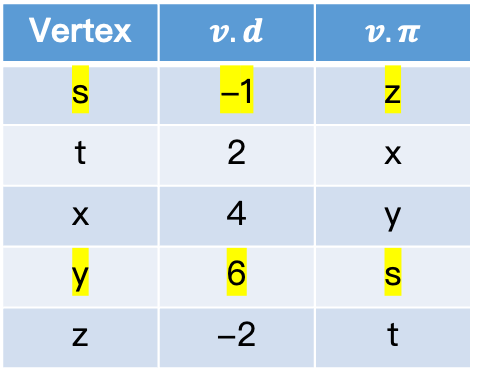 Vertex v.d v.π
s –1 z
t 2 x
x 4 y
y 6 s
z –2 t